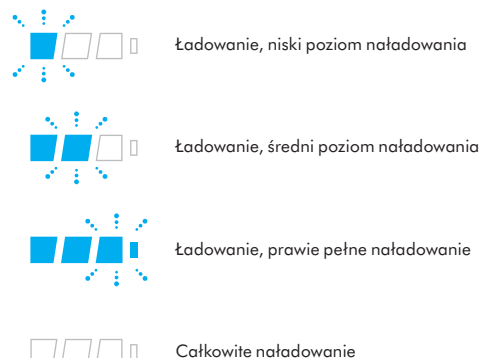 Ładowanie, niski poziom naładowania
Ładowanie, średni poziom naładowania
Ładowanie, prawie pełne naładowanie
Całkowite naładowanie